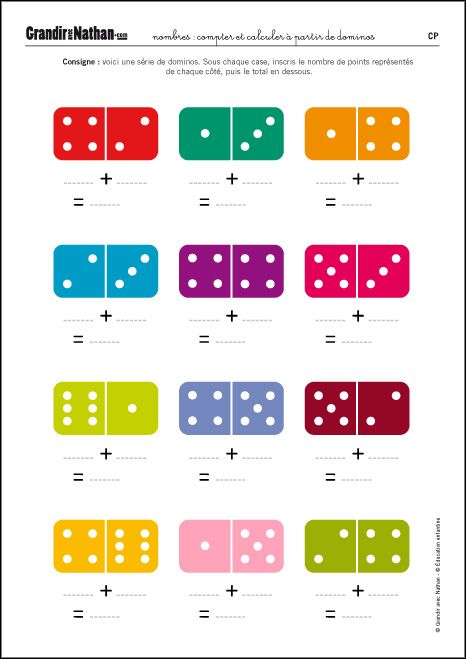 Grandir avec Nathan.com
nombres : compter et calculer à partir de dominos
CP
Consigne : voici une série de dominos. Sous chaque case, inscris le nombre de points représentés
de chaque côté, puis le total en dessous.
+ + +
= = =
+ + +
= = =
+ + +
= = =
+ + +
= = =
© Grandir avec Nathan - © Éducation enfantine